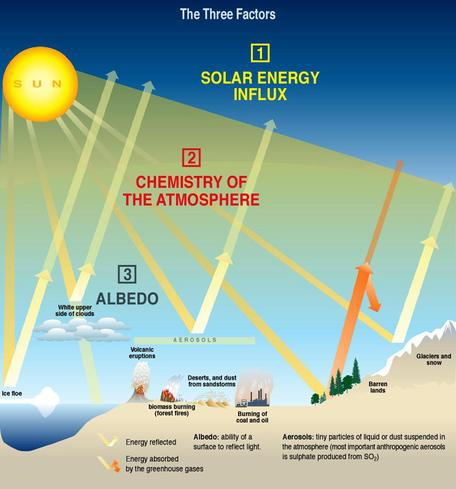 The Three Factors
1
SOLAR ENERGY
INFLUX
SUN
2
CHEMISTRY OF
THE ATMOSPHERE
3
ALBEDO
White upper
side of clouds
AEROSOLS
Volcanic
eruptions
Deserts, and dust
from sandstorms
Glaciers and
snow
Barren
lands
Ice floe
biomass burning
(forest fires)
Burning of
coal and oil
Energy reflected
Energy absorbed
by the greenhouse gases
Albedo: ability of a
surface to reflect light.
Aerosols: tiny particles of liquid or dust suspended in
the atmosphere (most important anthropogenic aerosols
is sulphate produced from SO₂)